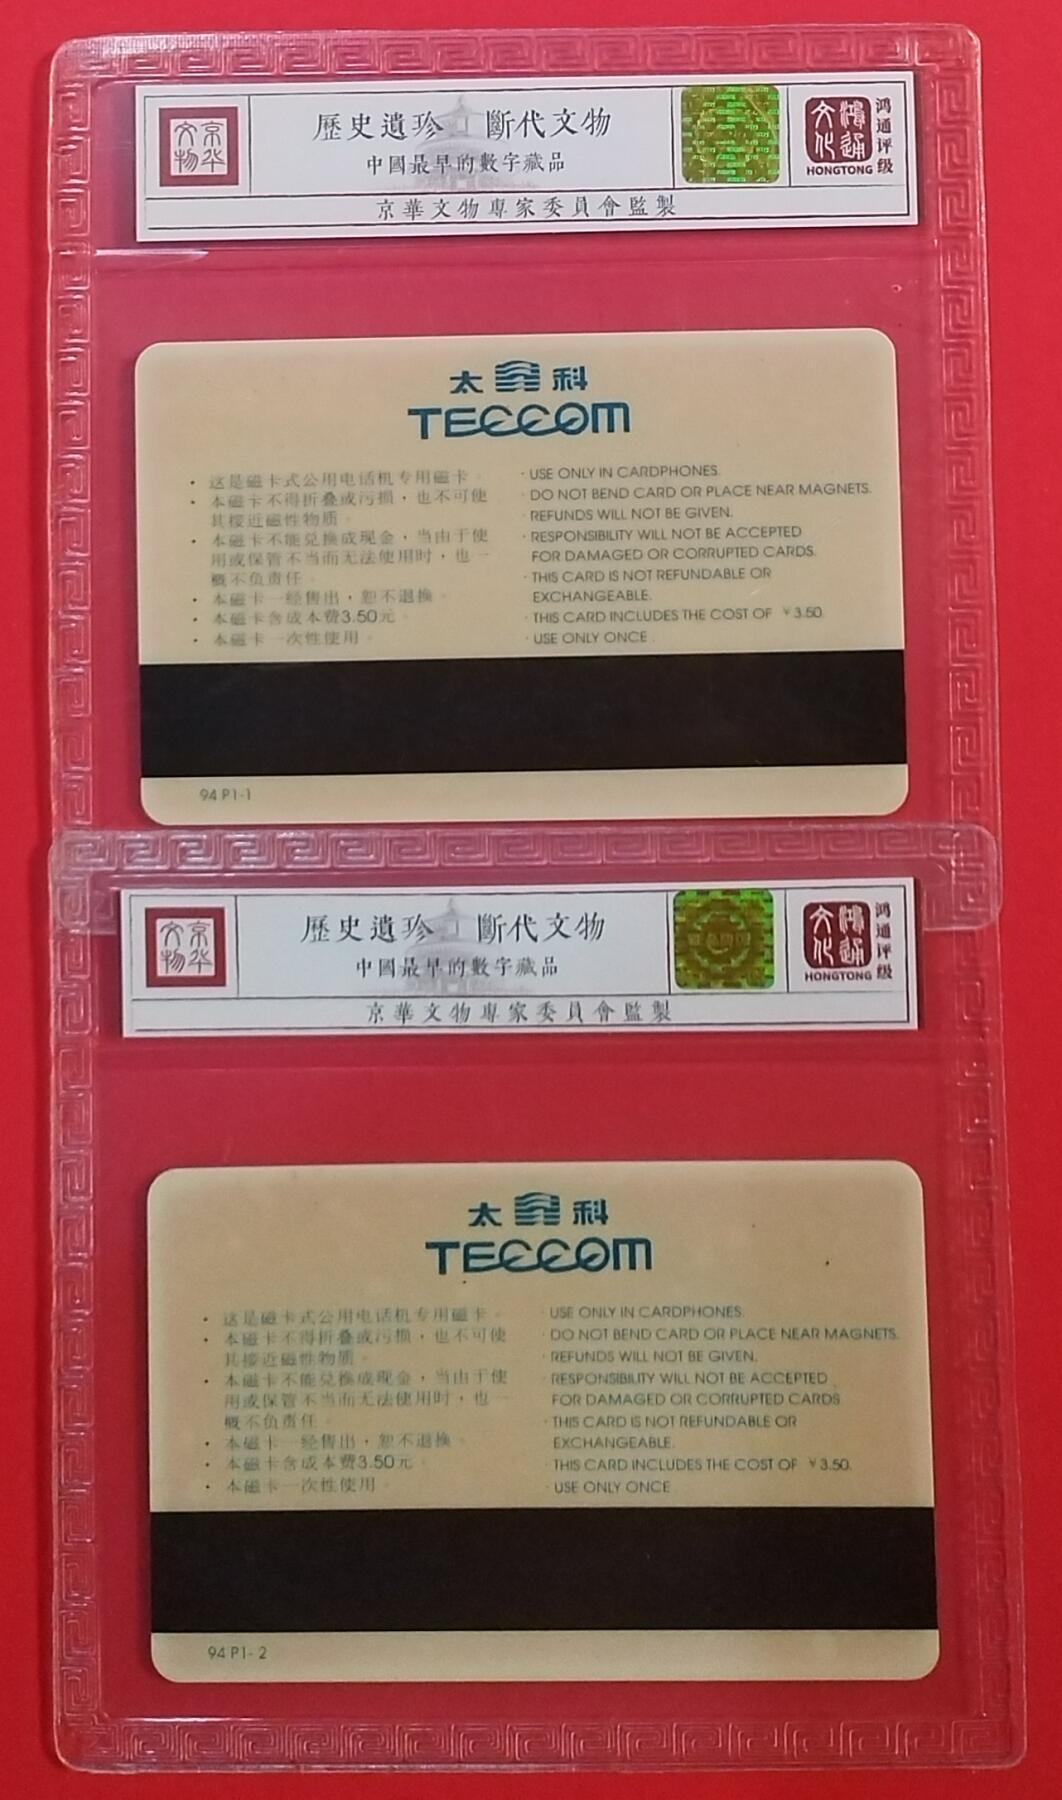 京华
文物
歷史遺珍 斷代文物
中國最早的數字藏品
京華文物專家委員會監製
鴻通
文化
HONGTONG
鸿通评级
太 科
TECCOM
· 这是磁卡式公用电话机专用磁卡。
· 本磁卡不得折叠或污损，也不可使
其接近磁性物质。
· 本磁卡不能兑换成现金，当由于使
用或保管不当而无法使用时，也一
概不负责任。
· 本磁卡一经售出，恕不退换。
· 本磁卡含成本费3.50元。
· 本磁卡一次性使用。
· USE ONLY IN CARDPHONES.
· DO NOT BEND CARD OR PLACE NEAR MAGNETS.
· REFUNDS WILL NOT BE GIVEN.
· RESPONSIBILITY WILL NOT BE ACCEPTED
FOR DAMAGED OR CORRUPTED CARDS.
· THIS CARD IS NOT REFUNDABLE OR
EXCHANGEABLE.
· THIS CARD INCLUDES THE COST OF ￥3.50.
· USE ONLY ONCE .
94 P1-1
京华
文物
歷史遺珍 斷代文物
中國最早的數字藏品
京華文物專家委員會監製
鴻通
文化
HONGTONG
鸿通评级
太 科
TECCOM
· 这是磁卡式公用电话机专用磁卡。
· 本磁卡不得折叠或污损，也不可使
其接近磁性物质。
· 本磁卡不能兑换成现金，当由于使
用或保管不当而无法使用时，也一
概不负责任。
· 本磁卡一经售出，恕不退换。
· 本磁卡含成本费3.50元。
· 本磁卡一次性使用。
· USE ONLY IN CARDPHONES.
· DO NOT BEND CARD OR PLACE NEAR MAGNETS.
· REFUNDS WILL NOT BE GIVEN.
· RESPONSIBILITY WILL NOT BE ACCEPTED
FOR DAMAGED OR CORRUPTED CARDS.
· THIS CARD IS NOT REFUNDABLE OR
EXCHANGEABLE.
· THIS CARD INCLUDES THE COST OF ￥3.50.
· USE ONLY ONCE
94 P1- 2